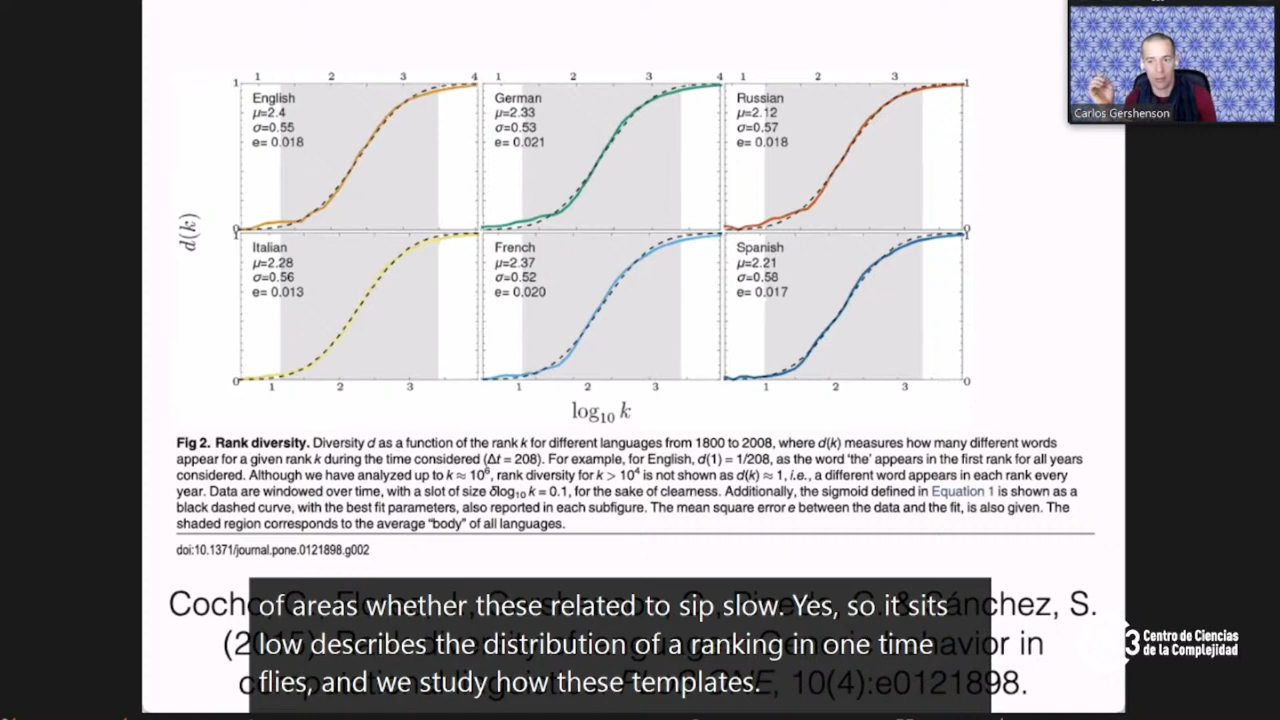 1 2 3 4 1 2 3 4 1 2 3
1 1
English German Russian
μ=2.4 μ=2.33 μ=2.12
σ=0.55 σ=0.53 σ=0.57
e= 0.018 e= 0.021 e= 0.018
0 0
1 1
Italian French Spanish
μ=2.28 μ=2.37 μ=2.21
σ=0.56 σ=0.52 σ=0.58
e= 0.013 e= 0.020 e= 0.017
0 0
1 2 3 1 2 3 1 2 3
d(k)
log₁₀ k
Fig 2. Rank diversity. Diversity d as a function of the rank k for different languages from 1800 to 2008, where d(k) measures how many different words
appear for a given rank k during the time considered (Δt = 208). For example, for English, d(1) = 1/208, as the word ‘the’ appears in the first rank for all years
considered. Although we have analyzed up to k ≈ 10⁶, rank diversity for k > 10⁴ is not shown as d(k) ≈ 1, i.e., a different word appears in each rank every
year. Data are windowed over time, with a slot of size δlog₁₀ k = 0.1, for the sake of clearness. Additionally, the sigmoid defined in Equation 1 is shown as a
black dashed curve, with the best fit parameters, also reported in each subfigure. The mean square error e between the data and the fit, is also given. The
shaded region corresponds to the average “body” of all languages.
doi:10.1371/journal.pone.0121898.g002
Sánchez, S.
10(4):e0121898.
of areas whether these related to sip slow. Yes, so it sits
low describes the distribution of a ranking in one time
flies, and we study how these templates.
Carlos Gershenson
C3 Centro de Ciencias
de la Complejidad